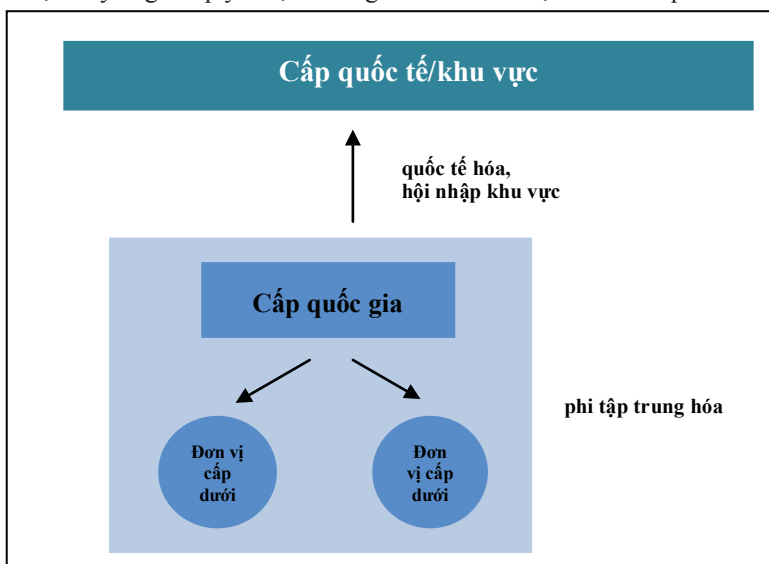 Cấp quốc tế/khu vực
quốc tế hóa,
hội nhập khu vực
Cấp quốc gia
phi tập trung hóa
Đơn vị
cấp
dưới
Đơn
vị cấp
dưới